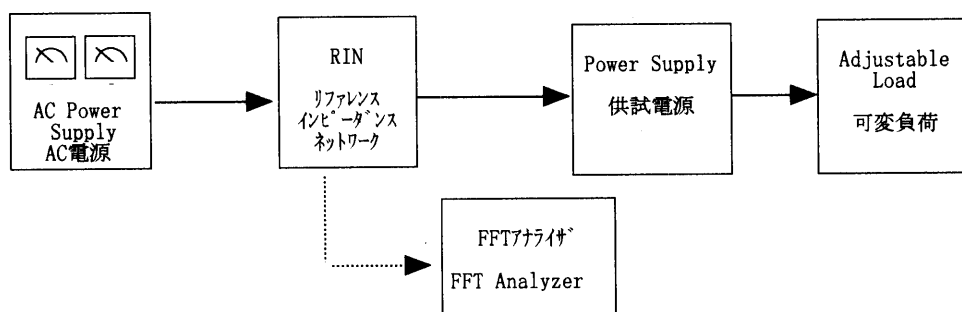 AC Power
Supply
AC電源
RIN
リファレンス
インピーダンス
ネットワーク
Power Supply
供試電源
Adjustable
Load
可変負荷
FFTアナライザ
FFT Analyzer